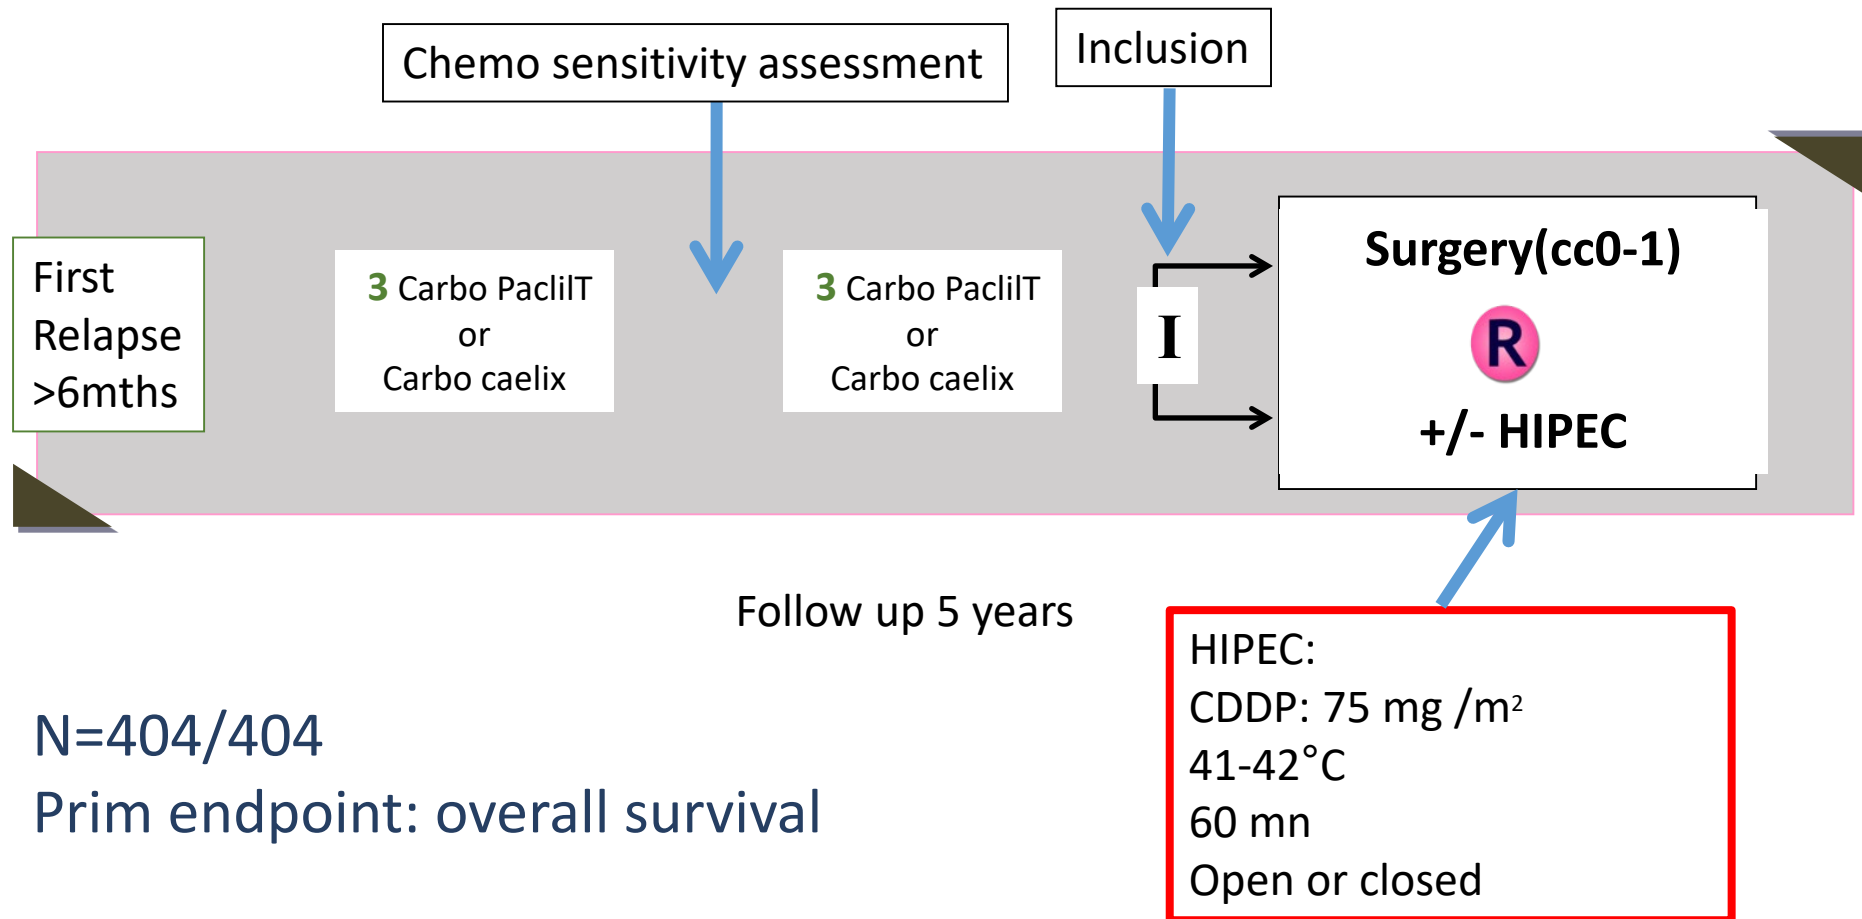 Chemo sensitivity assessment
Inclusion
First
Relapse
>6mths
3 Carbo PaclilT
or
Carbo caelix
3 Carbo PaclilT
or
Carbo caelix
I
Surgery(cc0-1)
R
+/- HIPEC
Follow up 5 years
HIPEC:
CDDP: 75 mg /m²
41-42°C
60 mn
Open or closed
N=404/404
Prim endpoint: overall survival